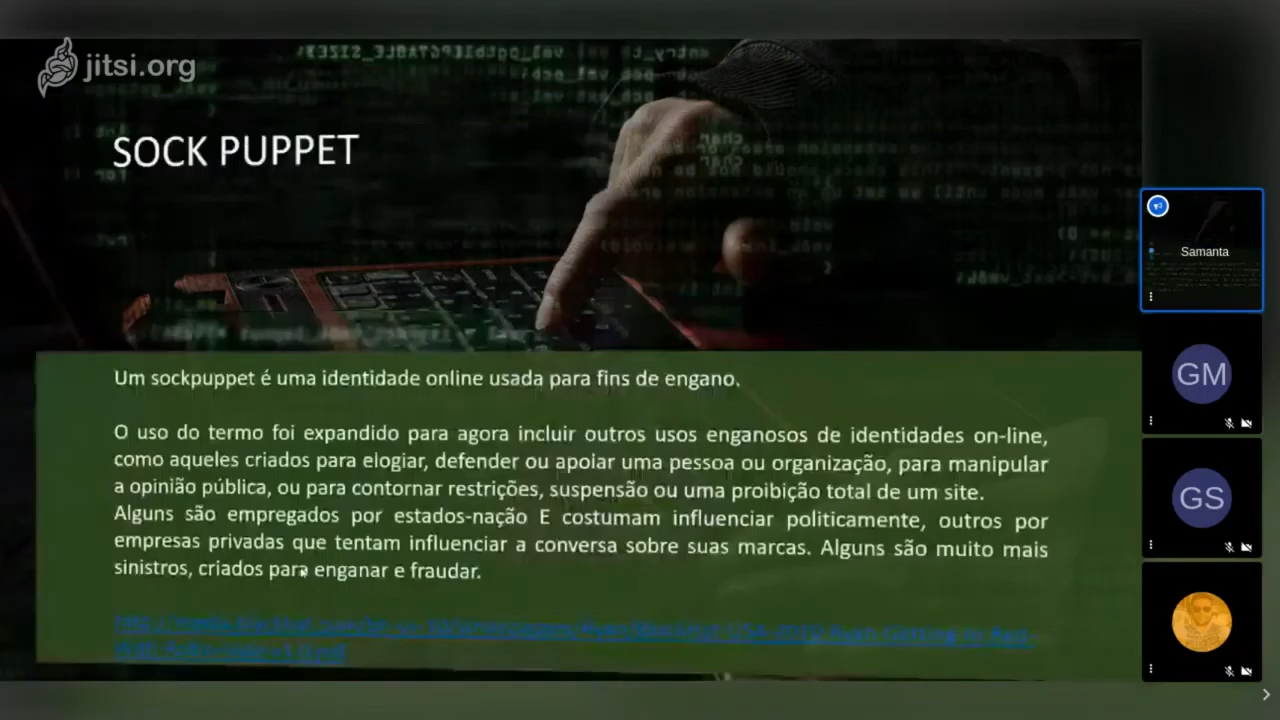 jitsi.org
SOCK PUPPET
Um sockpuppet é uma identidade online usada para fins de engano.
O uso do termo foi expandido para agora incluir outros usos enganosos de identidades on-line,
como aqueles criados para elogiar, defender ou apoiar uma pessoa ou organização, para manipular
a opinião pública, ou para contornar restrições, suspensão ou uma proibição total de um site.
Alguns são empregados por estados-nação E costumam influenciar politicamente, outros por
empresas privadas que tentam influenciar a conversa sobre suas marcas. Alguns são muito mais
sinistros, criados para enganar e fraudar.
Samanta
GM
GS